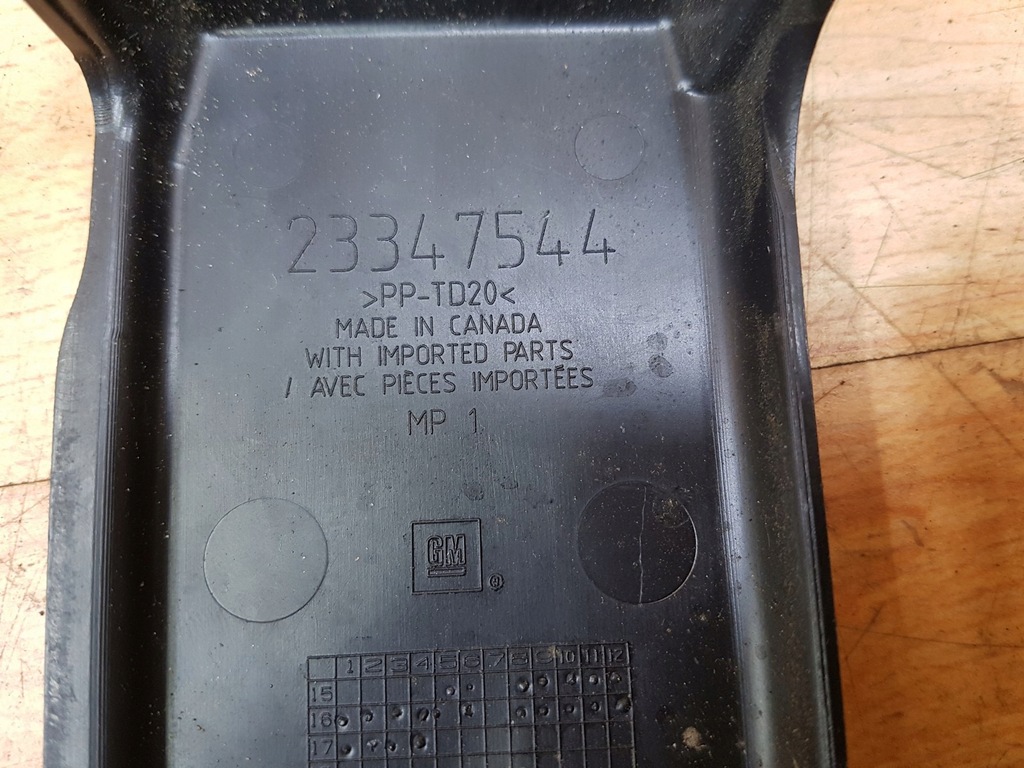 23347544
>PP-TD20<
MADE IN CANADA
WITH IMPORTED PARTS
/ AVEC PIÈCES IMPORTÉES
MP 1
GM
®
1 2 3 4 5 6 7 8 9 10 11 12
15
16
17